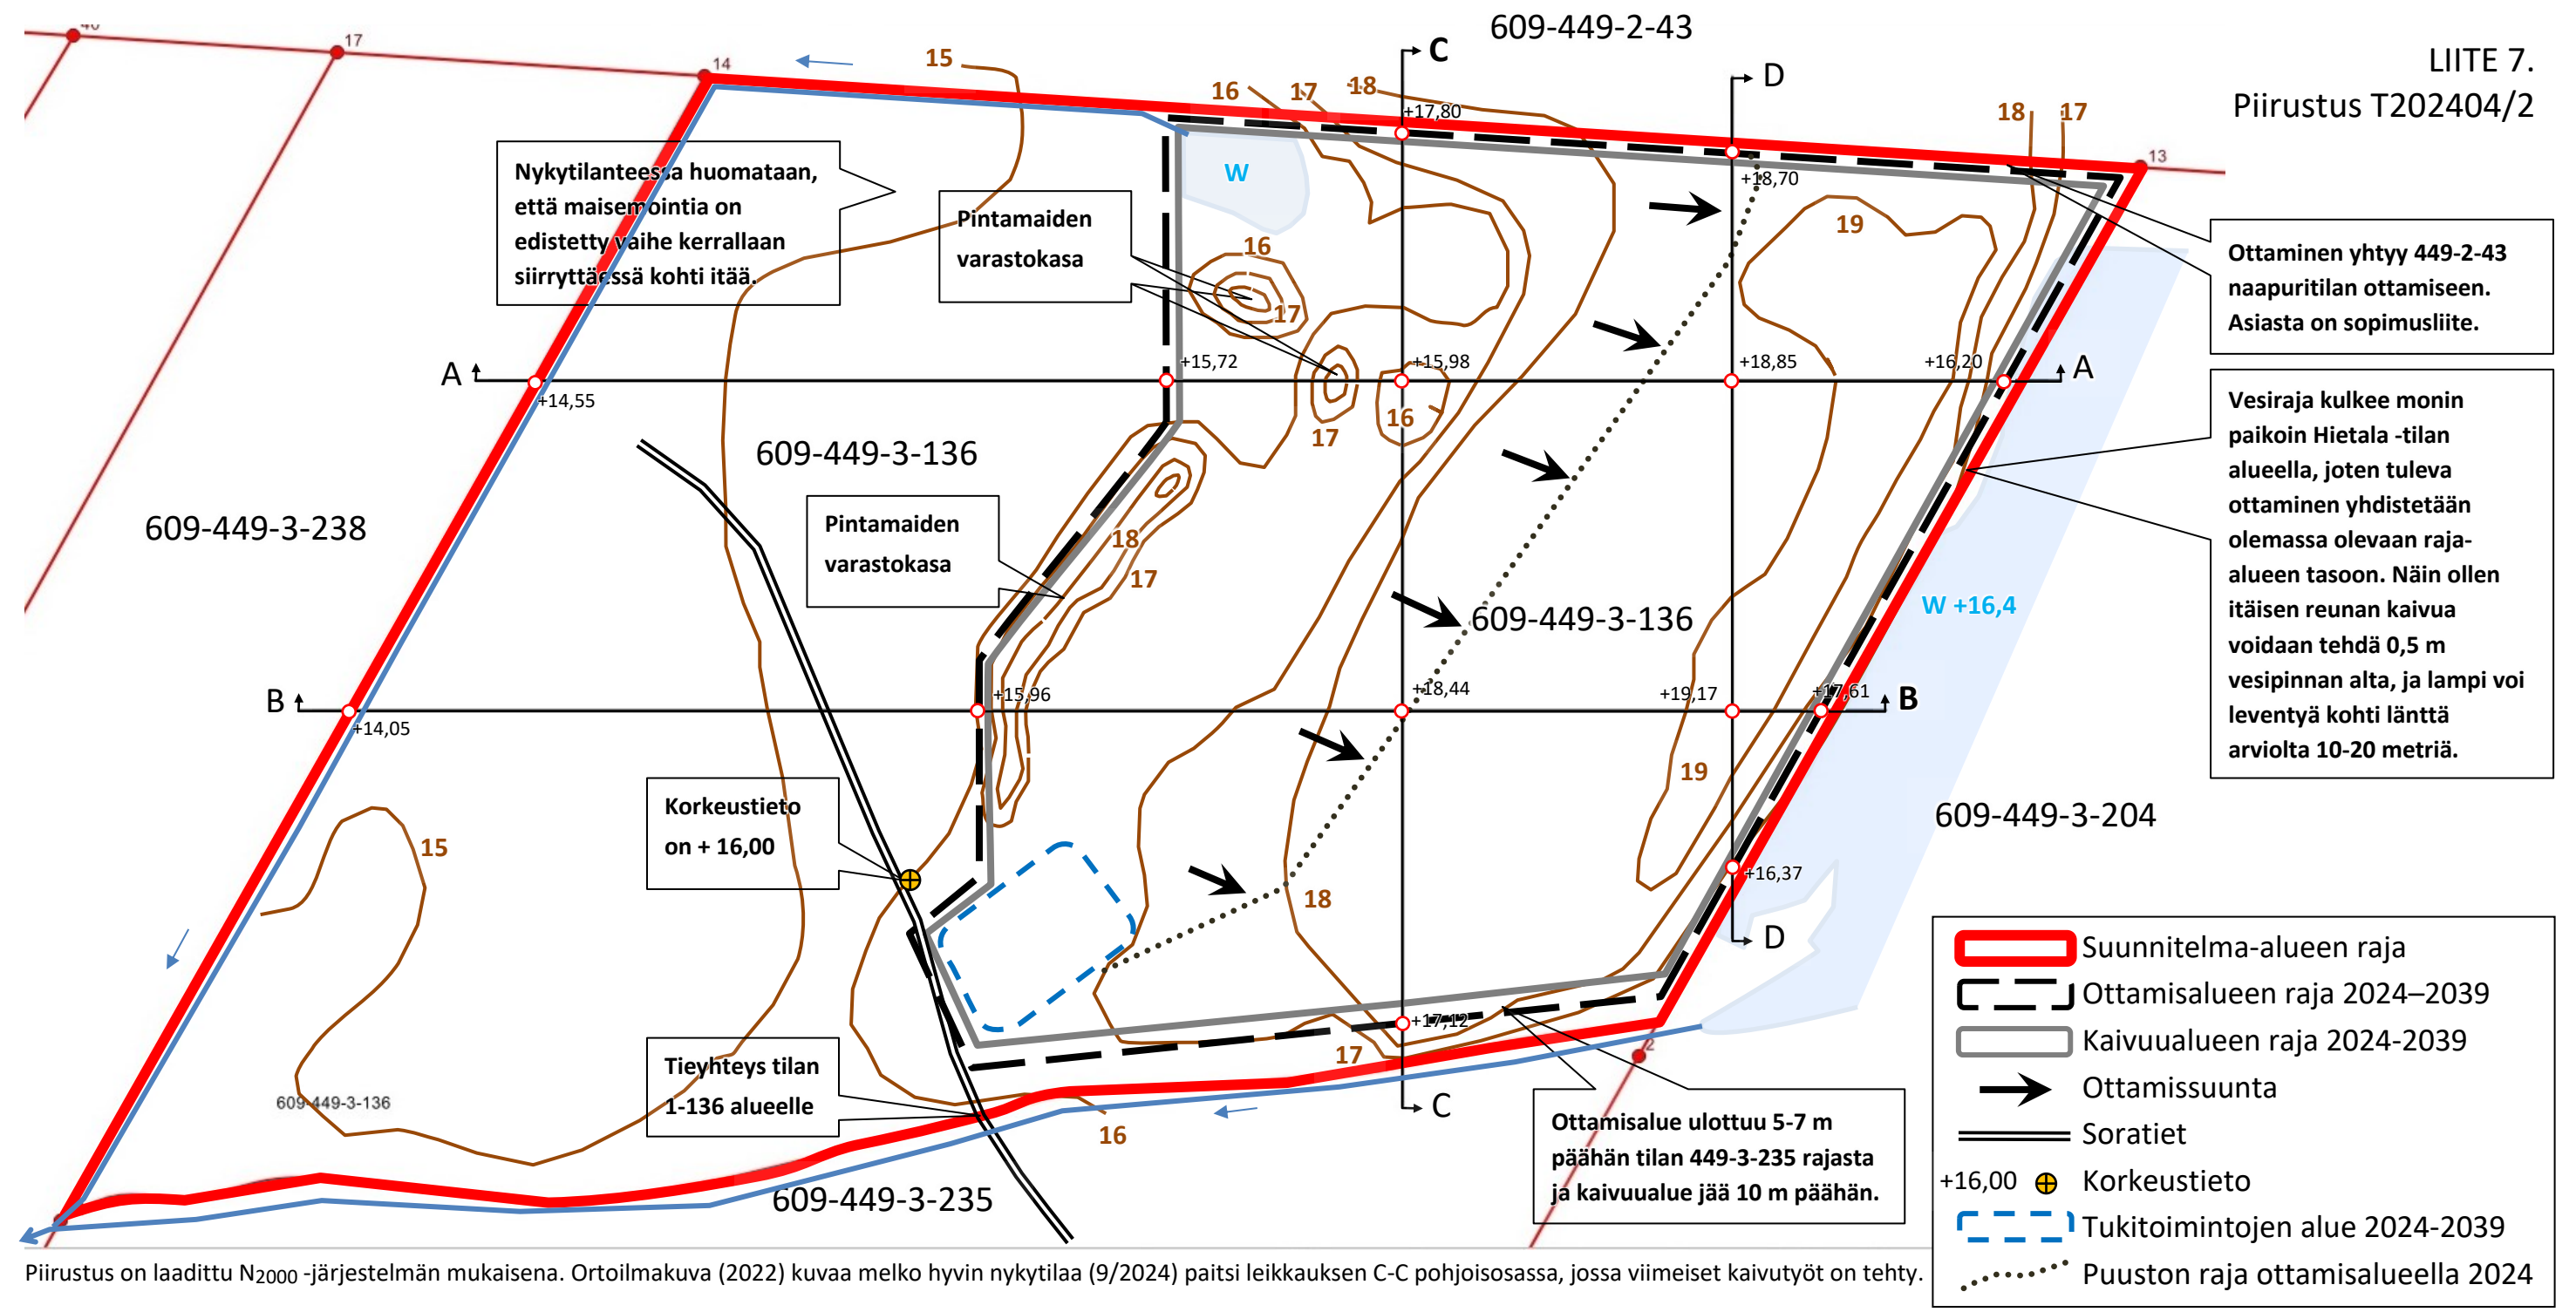 609-449-2-43
LIITE 7.
Piirustus T202404/2
17
14
15
16
17
18
C
+17,80
D
18
17
13
+18,70
W
19
Nykytilanteessa huomataan,
että maisemointia on
edistetty vaihe kerrallaan
siirryttäessä kohti itää.
Pintamaiden
varastokasa
16
17
Ottaminen yhtyy 449-2-43
naapuritilan ottamiseen.
Asiasta on sopimusliite.
A
+14,55
+15,72
+15,98
+18,85
+16,20
A
16
17
Vesiraja kulkee monin
paikoin Hietala -tilan
alueella, joten tuleva
ottaminen yhdistetään
olemassa olevaan raja-
alueen tasoon. Näin ollen
itäisen reunan kaivua
voidaan tehdä 0,5 m
vesipinnan alta, ja lampi voi
leventyä kohti länttä
arviolta 10-20 metriä.
609-449-3-136
609-449-3-238
Pintamaiden
varastokasa
18
17
609-449-3-136
W +16,4
B
+14,05
+15,96
+18,44
+19,17
+17,61
B
19
Korkeustieto
on + 16,00
15
609-449-3-204
+16,37
18
D
+17,12
17
Tieyhteys tilan
1-136 alueelle
2
C
16
609-449-3-136
609-449-3-235
Ottamisalue ulottuu 5-7 m
päähän tilan 449-3-235 rajasta
ja kaivuualue jää 10 m päähän.
Suunnitelma-alueen raja
Ottamisalueen raja 2024–2039
Kaivuualueen raja 2024-2039
Ottamissuunta
Soratiet
+16,00 Korkeustieto
Tukitoimintojen alue 2024-2039
Puuston raja ottamisalueella 2024
Piirustus on laadittu N2000 -järjestelmän mukaisena. Ortoilmakuva (2022) kuvaa melko hyvin nykytilaa (9/2024) paitsi leikkauksen C-C pohjoisosassa, jossa viimeiset kaivutyöt on tehty.